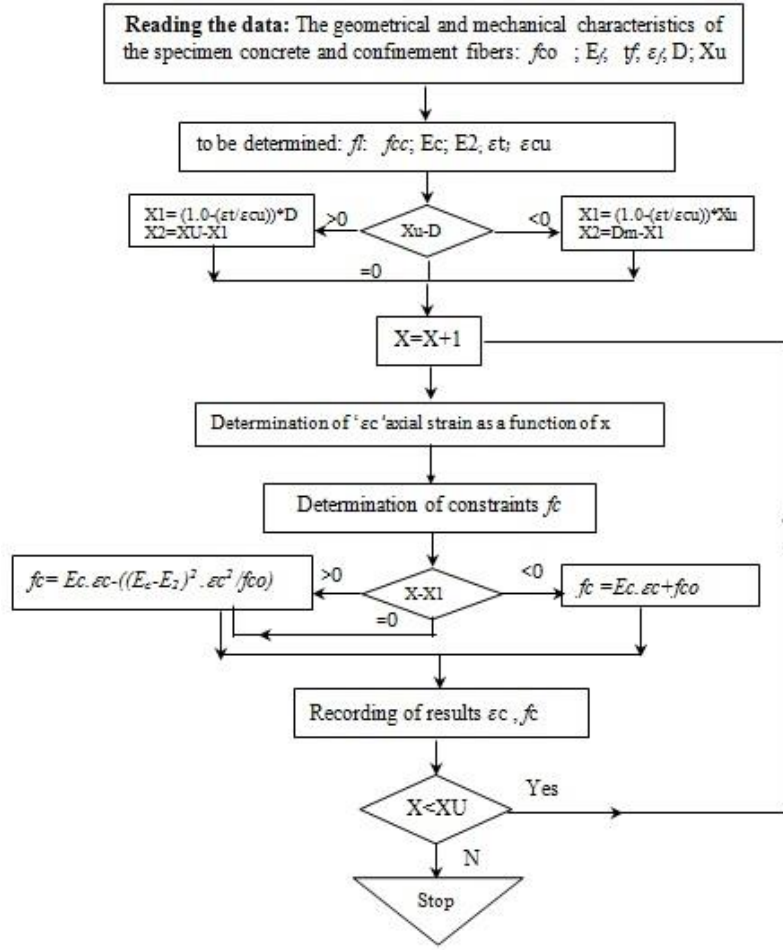 Reading the data: The geometrical and mechanical characteristics of
the specimen concrete and confinement fibers: fco ; Ef, tf, εf, D; Xu
to be determined: fl: fcc; Ec; E2, εt; εcu
X1= (1.0-(εt/εcu))*D
X2=XU-X1
>0
Xu-D
<0
X1= (1.0-(εt/εcu))*Xu
X2=Dm-X1
=0
X=X+1
Determination of ‘εc’axial strain as a function of x
Determination of constraints fc
fc= Ec.εc-((Ec-E2)².εc²/fco)
>0
X-X1
<0
fc =Ec.εc+fco
=0
Recording of results εc , fc
X<XU
Yes
N
Stop